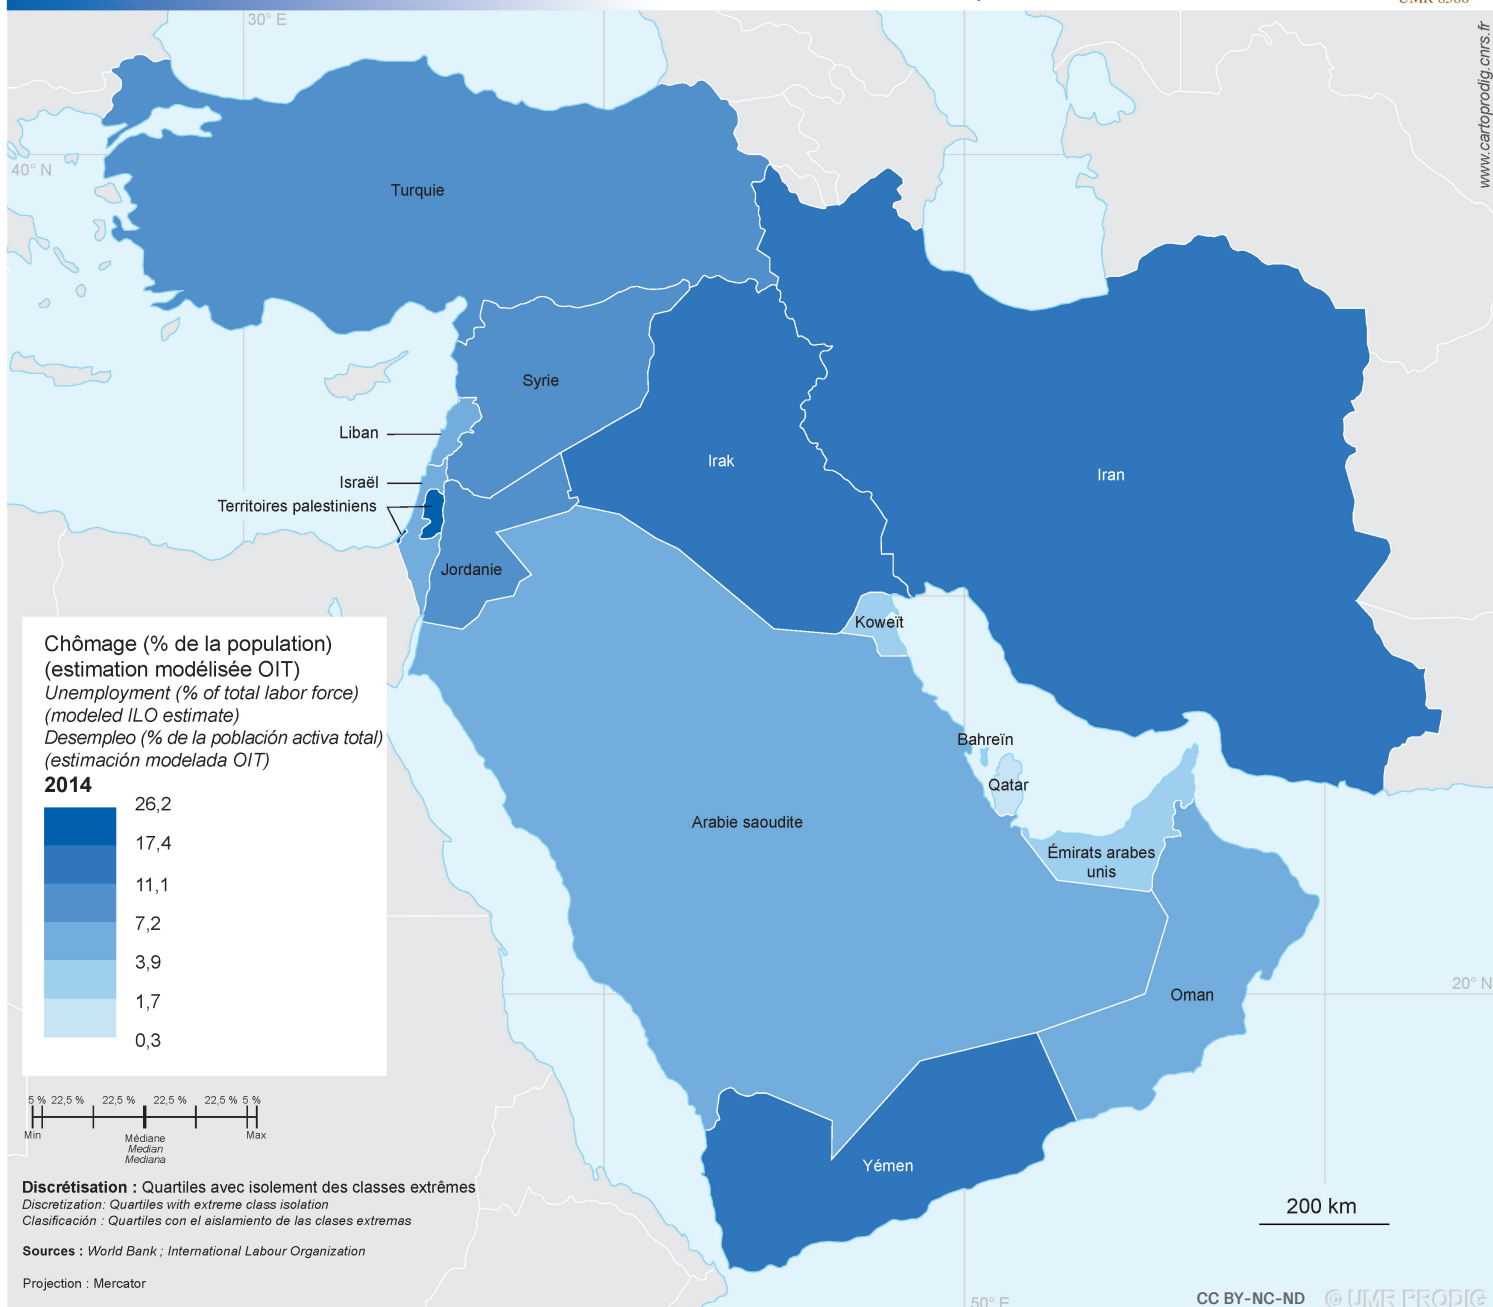 30° E
www.cartoprodig.cnrs.fr
40° N
Turquie
Syrie
Liban
Irak
Iran
Israël
Territoires palestiniens
Jordanie
Koweït
Bahreïn
Qatar
Arabie saoudite
Émirats arabes
unis
Oman
20° N
Yémen
Chômage (% de la population)
(estimation modélisée OIT)
Unemployment (% of total labor force)
(modeled ILO estimate)
Desempleo (% de la población activa total)
(estimación modelada OIT)
2014
26,2
17,4
11,1
7,2
3,9
1,7
0,3
5 % 22,5 % 22,5 % 22,5 % 22,5 % 5 %
Min Max
Médiane
Median
Mediana
Discrétisation : Quartiles avec isolement des classes extrêmes
Discretization: Quartiles with extreme class isolation
Clasificación : Quartiles con el aislamiento de las clases extremas
Sources : World Bank ; International Labour Organization
Projection : Mercator
200 km
50° E
CC BY-NC-ND © UMR PRODIG